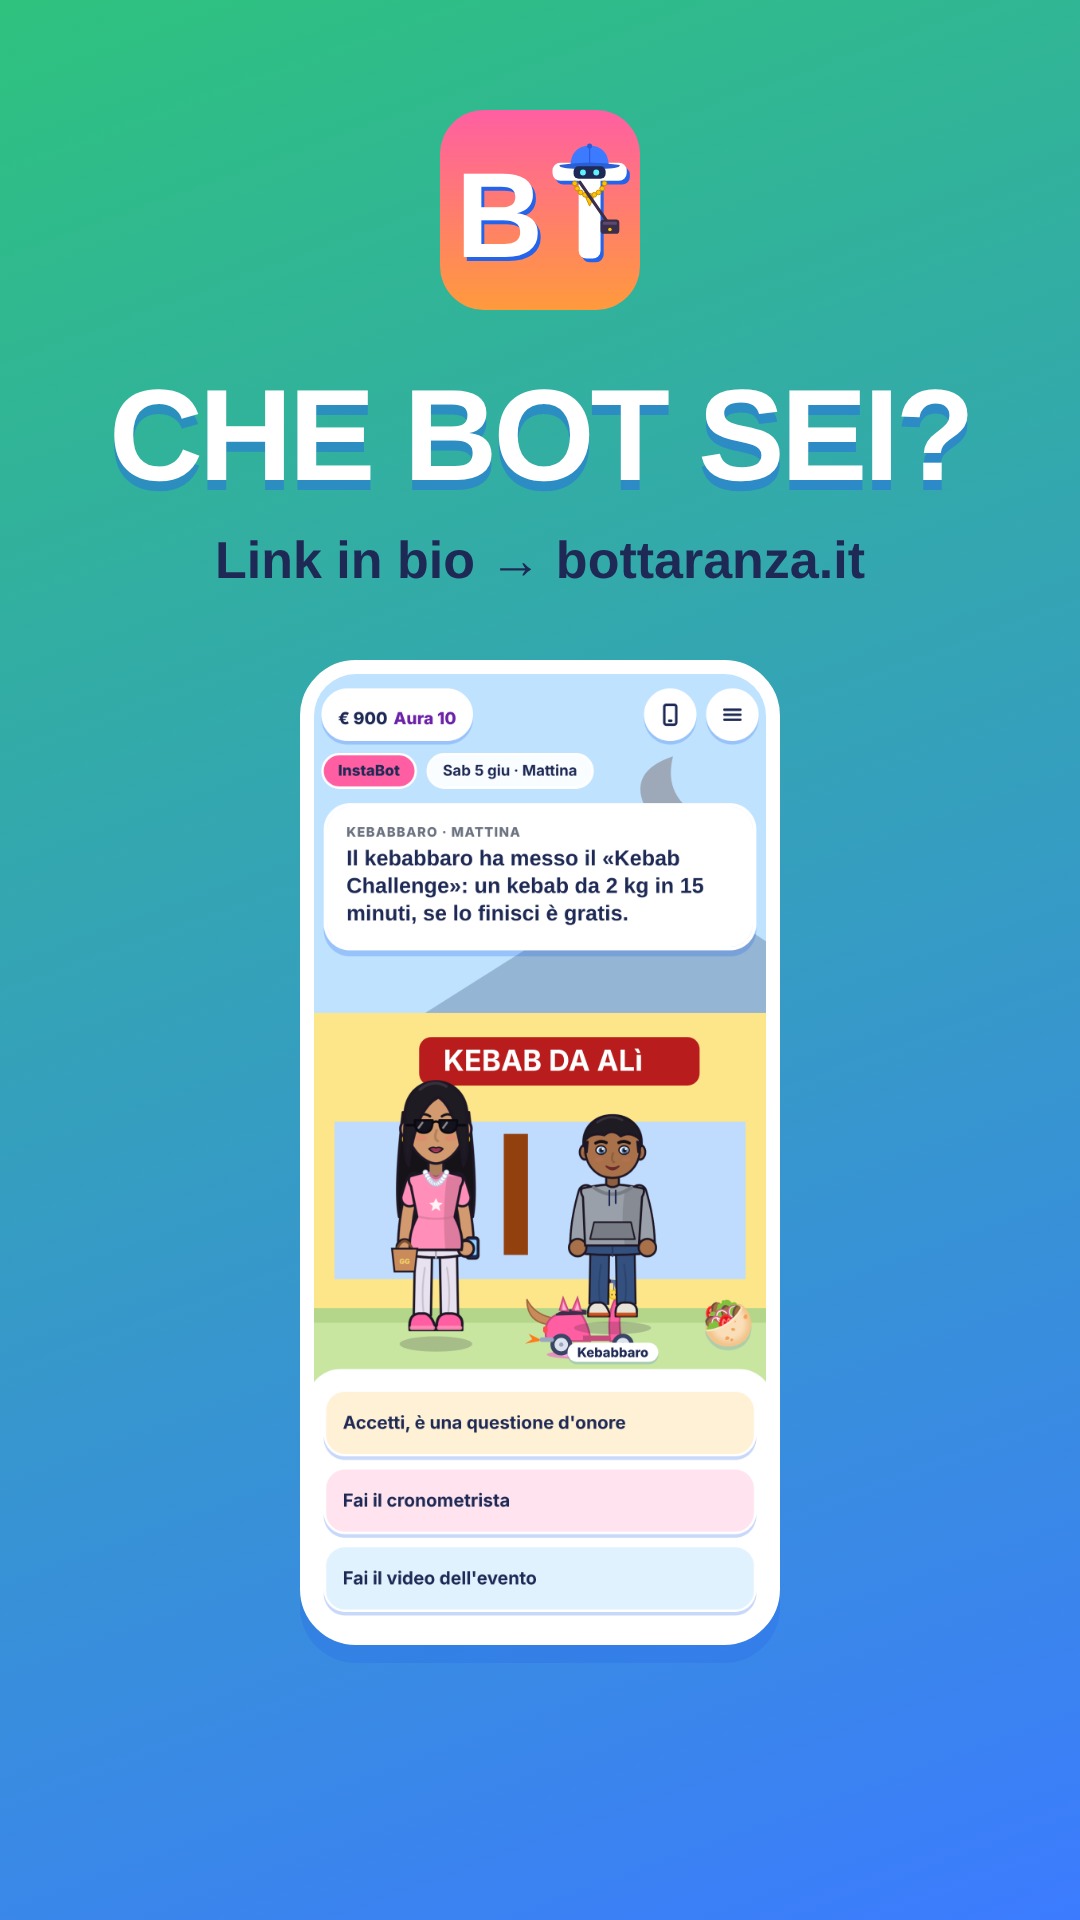 BT
CHE BOT SEI?
Link in bio → bottaranza.it
€ 900 Aura 10
InstaBot
Sab 5 giu · Mattina
KEBABBARO · MATTINA
Il kebabbaro ha messo il «Kebab
Challenge»: un kebab da 2 kg in 15
minuti, se lo finisci è gratis.
KEBAB DA ALì
GG
Kebabbaro
Accetti, è una questione d'onore
Fai il cronometrista
Fai il video dell'evento